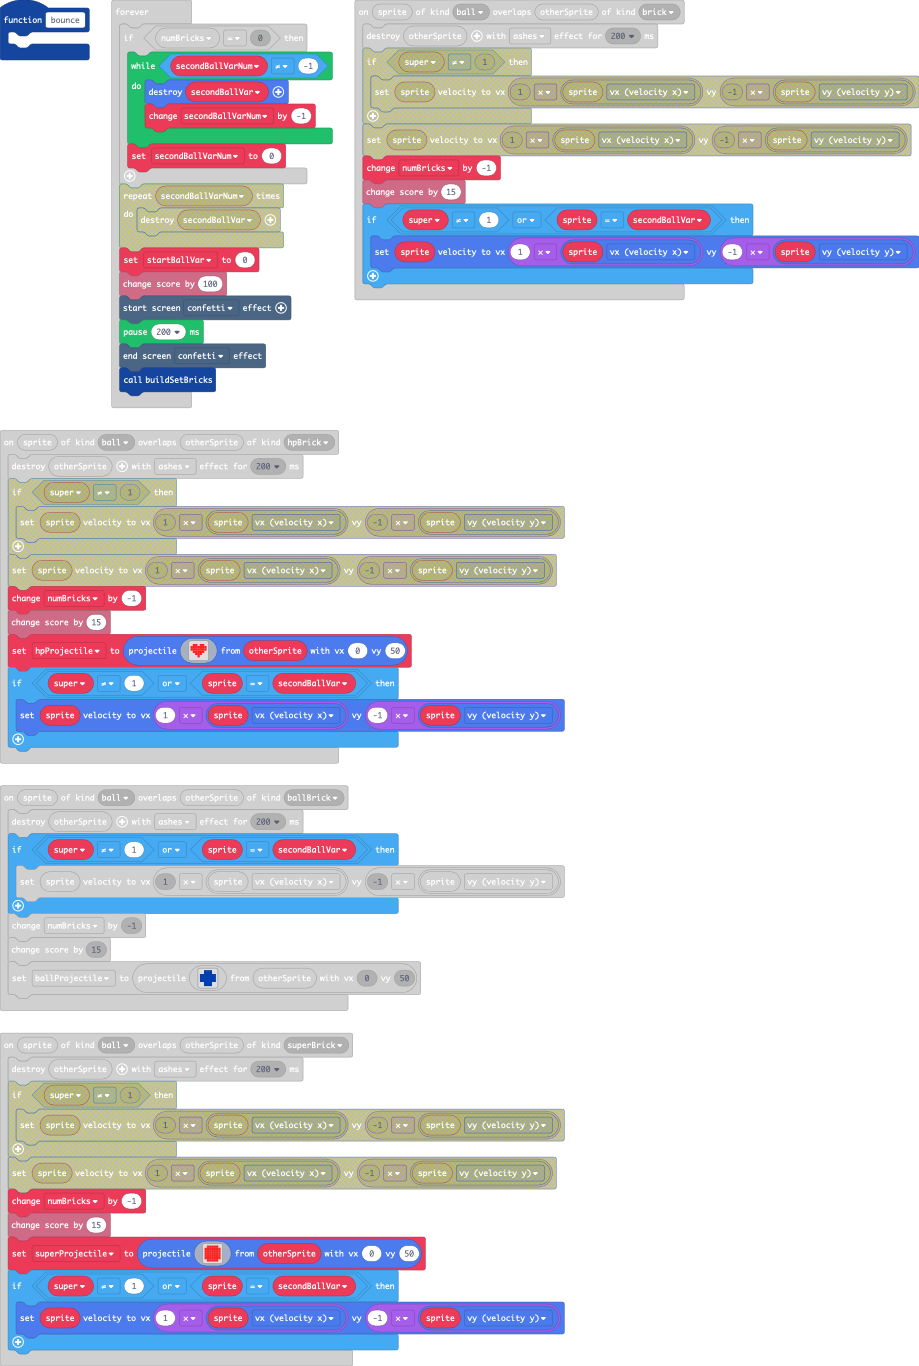 function bounce
forever
if numBricks = 0 then
while secondBallVarNum ≠ -1
do destroy secondBallVar
change secondBallVarNum by -1
set secondBallVarNum to 0
repeat secondBallVarNum times
do destroy secondBallVar
set startBallVar to 0
change score by 100
start screen confetti effect
pause 200 ms
end screen confetti effect
call buildSetBricks
on sprite of kind ball overlaps otherSprite of kind brick
destroy otherSprite with ashes effect for 200 ms
if super ≠ 1 then
set sprite velocity to vx 1 × sprite vx (velocity x) vy -1 × sprite vy (velocity y)
set sprite velocity to vx 1 × sprite vx (velocity x) vy -1 × sprite vy (velocity y)
change numBricks by -1
change score by 15
if super ≠ 1 or sprite = secondBallVar then
set sprite velocity to vx 1 × sprite vx (velocity x) vy -1 × sprite vy (velocity y)
on sprite of kind ball overlaps otherSprite of kind hpBrick
destroy otherSprite with ashes effect for 200 ms
if super ≠ 1 then
set sprite velocity to vx 1 × sprite vx (velocity x) vy -1 × sprite vy (velocity y)
set sprite velocity to vx 1 × sprite vx (velocity x) vy -1 × sprite vy (velocity y)
change numBricks by -1
change score by 15
set hpProjectile to projectile from otherSprite with vx 0 vy 50
if super ≠ 1 or sprite = secondBallVar then
set sprite velocity to vx 1 × sprite vx (velocity x) vy -1 × sprite vy (velocity y)
on sprite of kind ball overlaps otherSprite of kind ballBrick
destroy otherSprite with ashes effect for 200 ms
if super ≠ 1 or sprite = secondBallVar then
set sprite velocity to vx 1 × sprite vx (velocity x) vy -1 × sprite vy (velocity y)
change numBricks by -1
change score by 15
set ballProjectile to projectile from otherSprite with vx 0 vy 50
on sprite of kind ball overlaps otherSprite of kind superBrick
destroy otherSprite with ashes effect for 200 ms
if super ≠ 1 then
set sprite velocity to vx 1 × sprite vx (velocity x) vy -1 × sprite vy (velocity y)
set sprite velocity to vx 1 × sprite vx (velocity x) vy -1 × sprite vy (velocity y)
change numBricks by -1
change score by 15
set superProjectile to projectile from otherSprite with vx 0 vy 50
if super ≠ 1 or sprite = secondBallVar then
set sprite velocity to vx 1 × sprite vx (velocity x) vy -1 × sprite vy (velocity y)